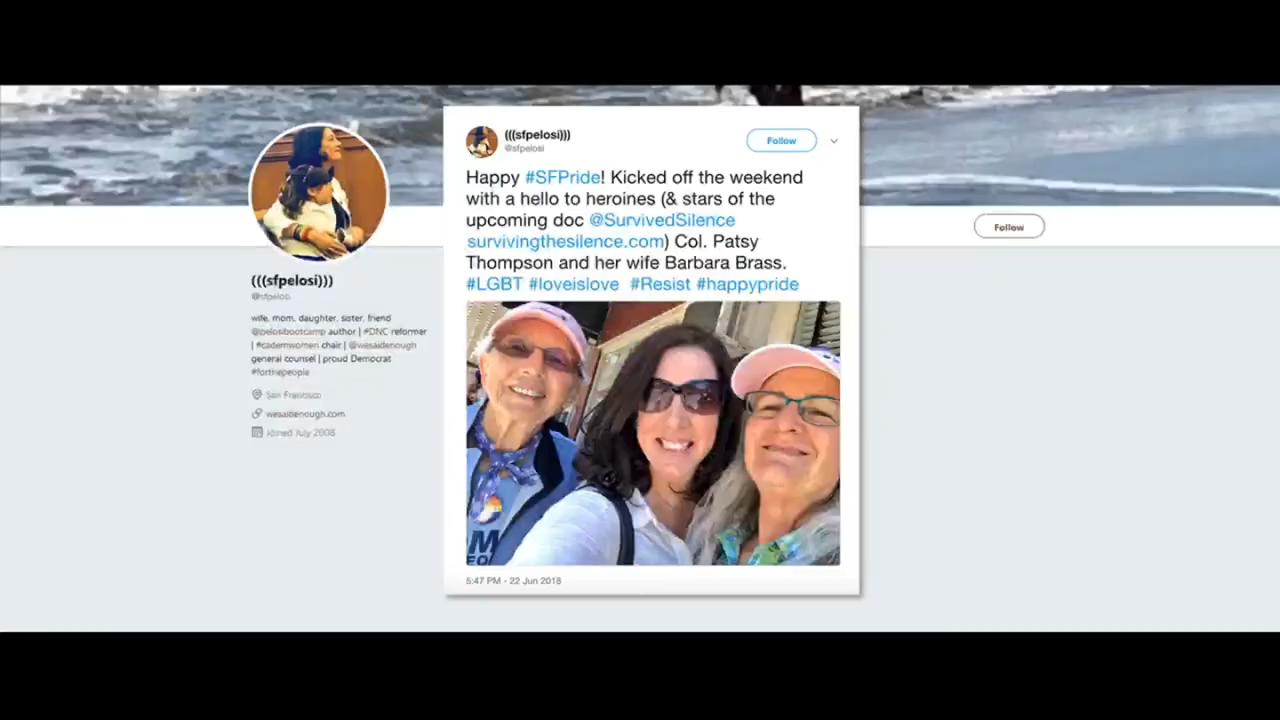 (((sfpelosi)))
@sfpelosi
Follow
Happy #SFPride! Kicked off the weekend
with a hello to heroines (& stars of the
upcoming doc @SurvivedSilence
survivingthesilence.com) Col. Patsy
Thompson and her wife Barbara Brass.
#LGBT #loveislove #Resist #happypride
5:47 PM - 22 Jun 2018
Follow
(((sfpelosi)))
@sfpelosi
wife, mom, daughter, sister, friend
@pelosibootcamp author | #DNC reformer
| #cademwomen chair | @wesaidenough
general counsel | proud Democrat
#forthepeople
San Francisco
wesaidenough.com
Joined July 2008